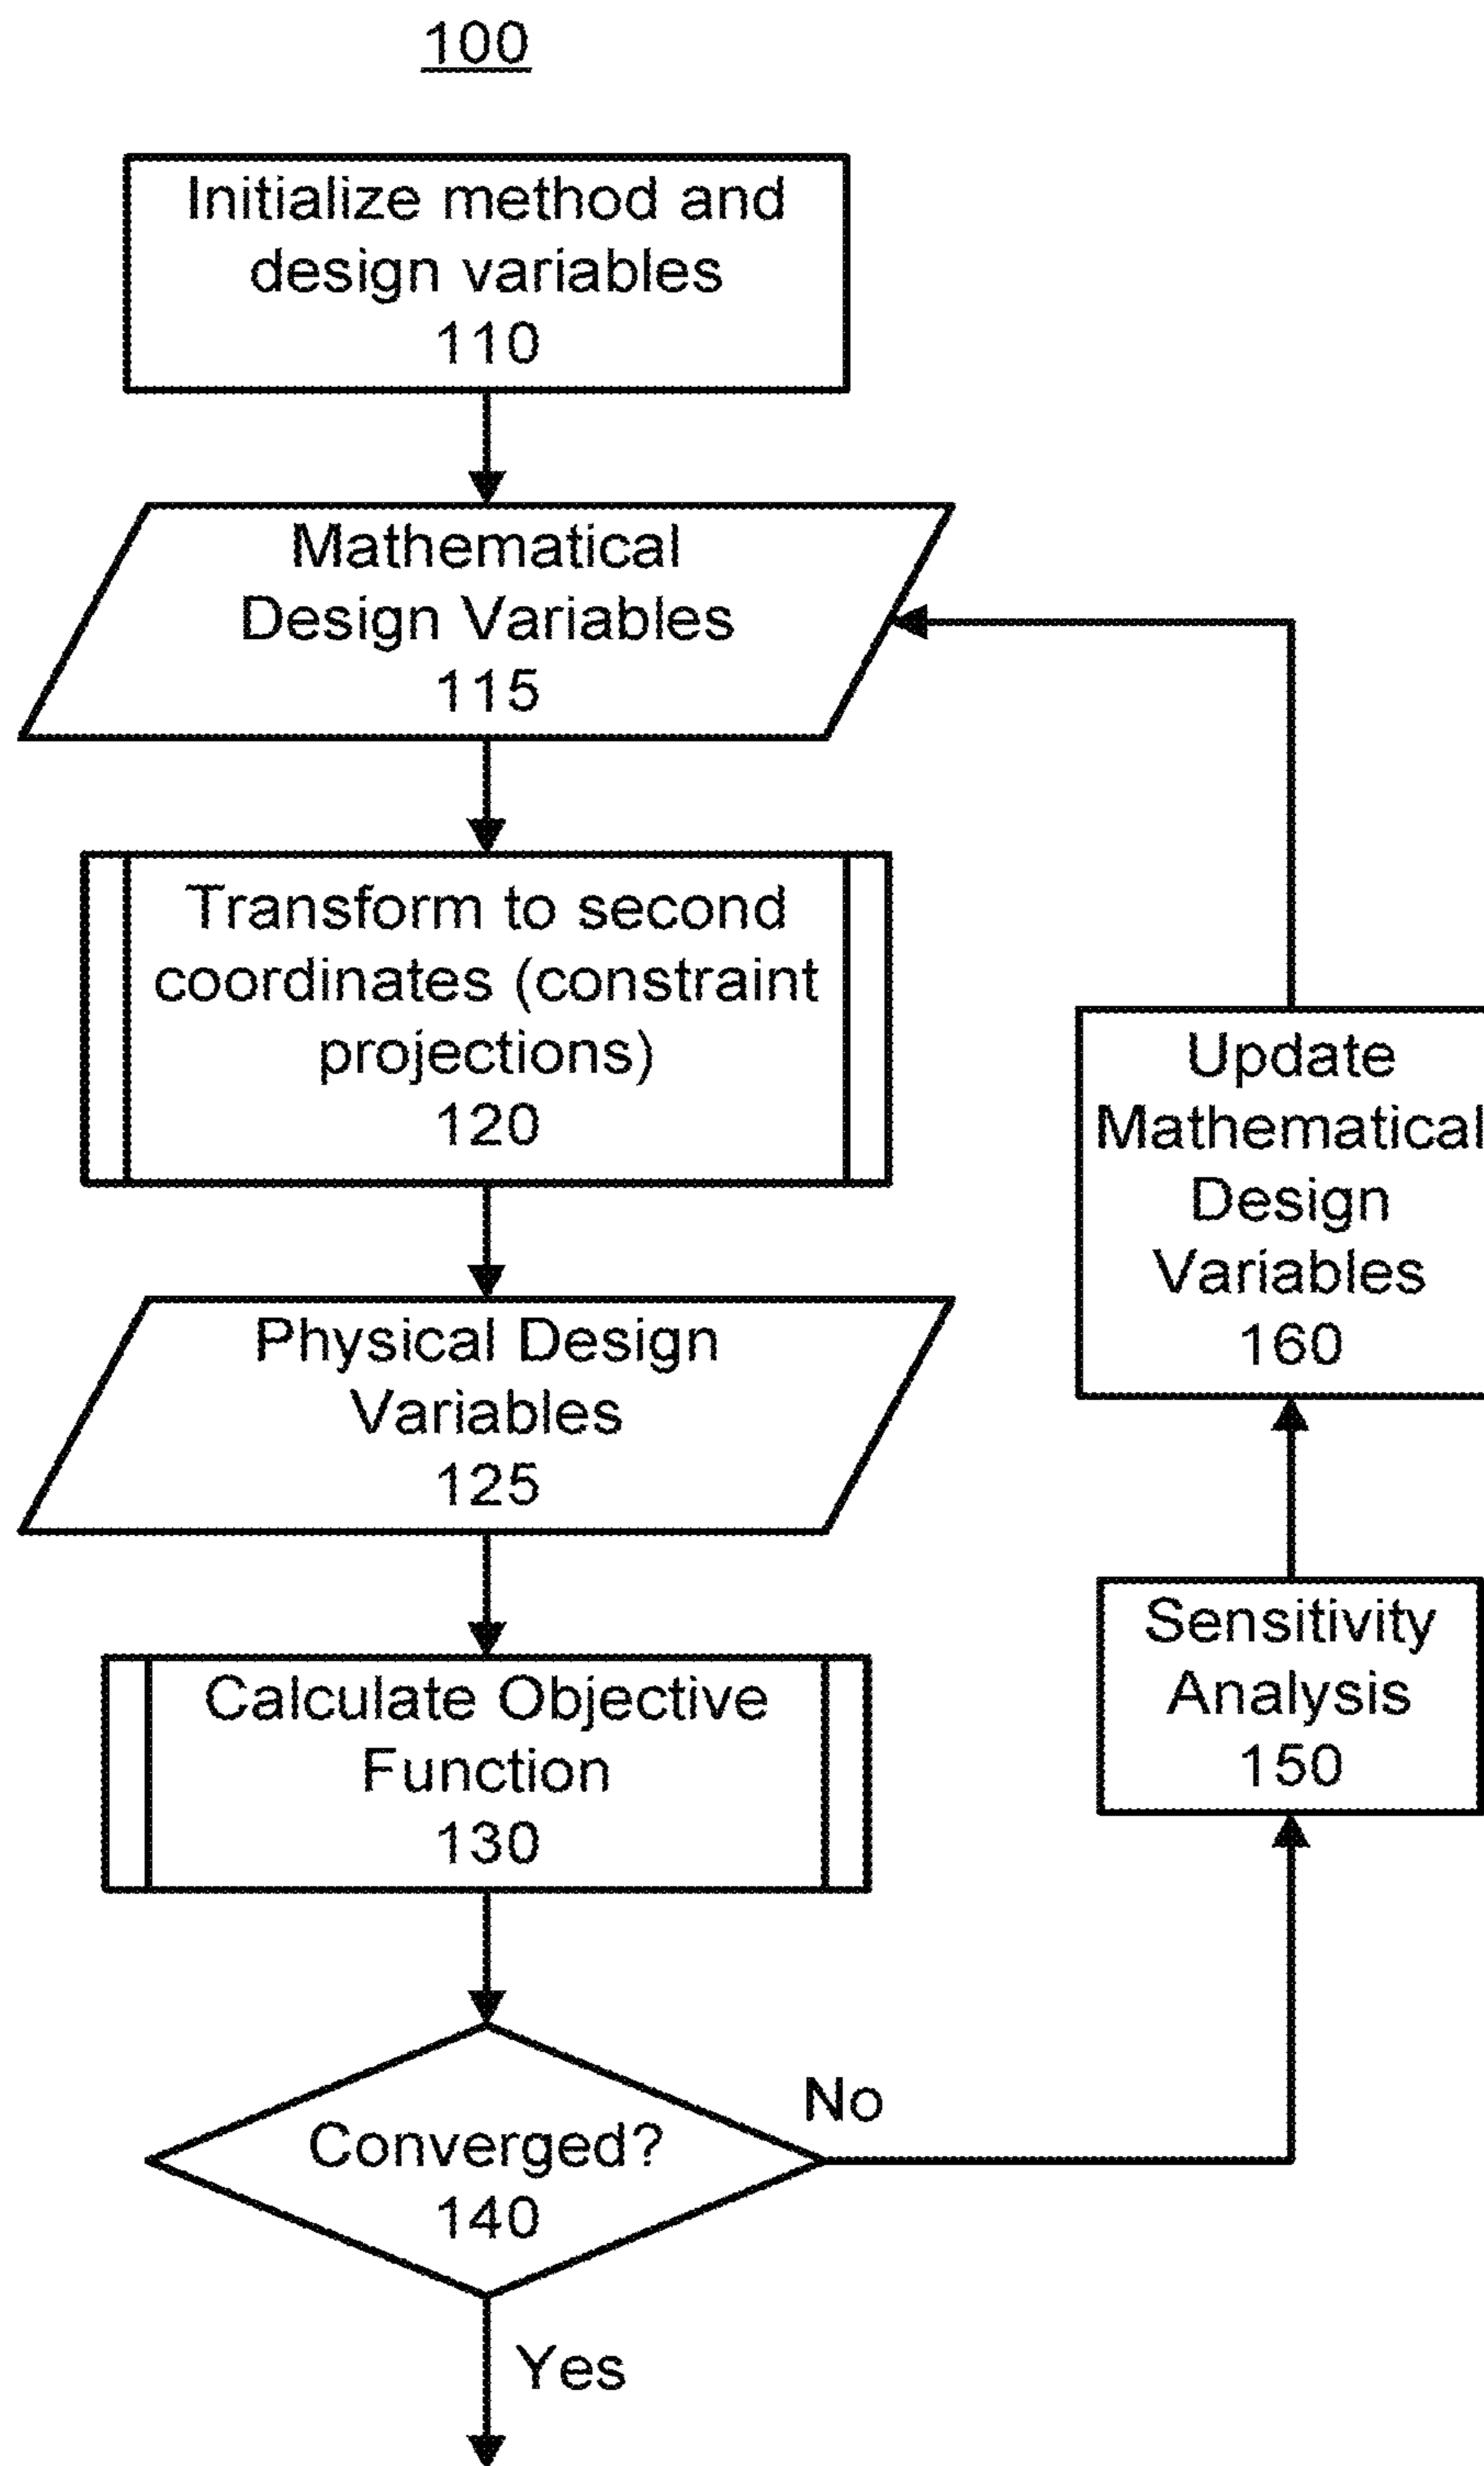 100
Initialize method and
design variables
110
Mathematical
Design Variables
115
Transform to second
coordinates (constraint
projections)
120
Physical Design
Variables
125
Calculate Objective
Function
130
Converged?
140
No
Yes
Sensitivity
Analysis
150
Update
Mathematical
Design
Variables
160